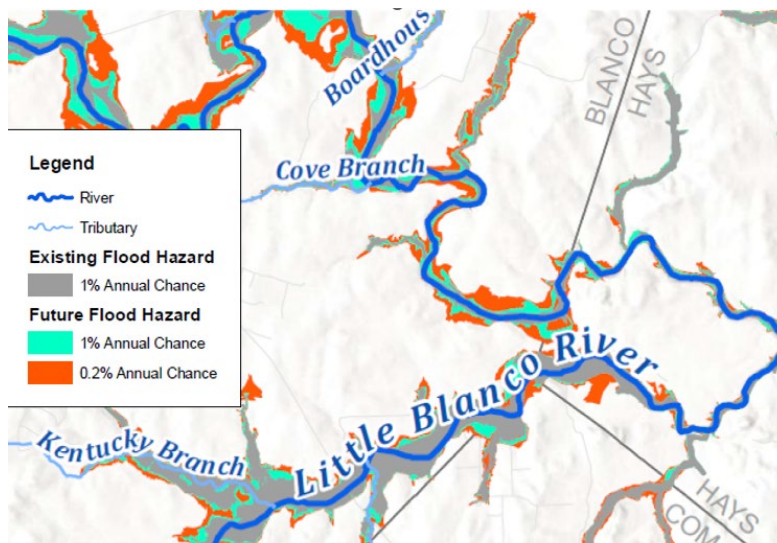 Boardhous
BLANCO
HAYS
Cove Branch
Legend
River
Tributary
Existing Flood Hazard
1% Annual Chance
Future Flood Hazard
1% Annual Chance
0.2% Annual Chance
Little Blanco River
Kentucky Branch
HAYS
COM